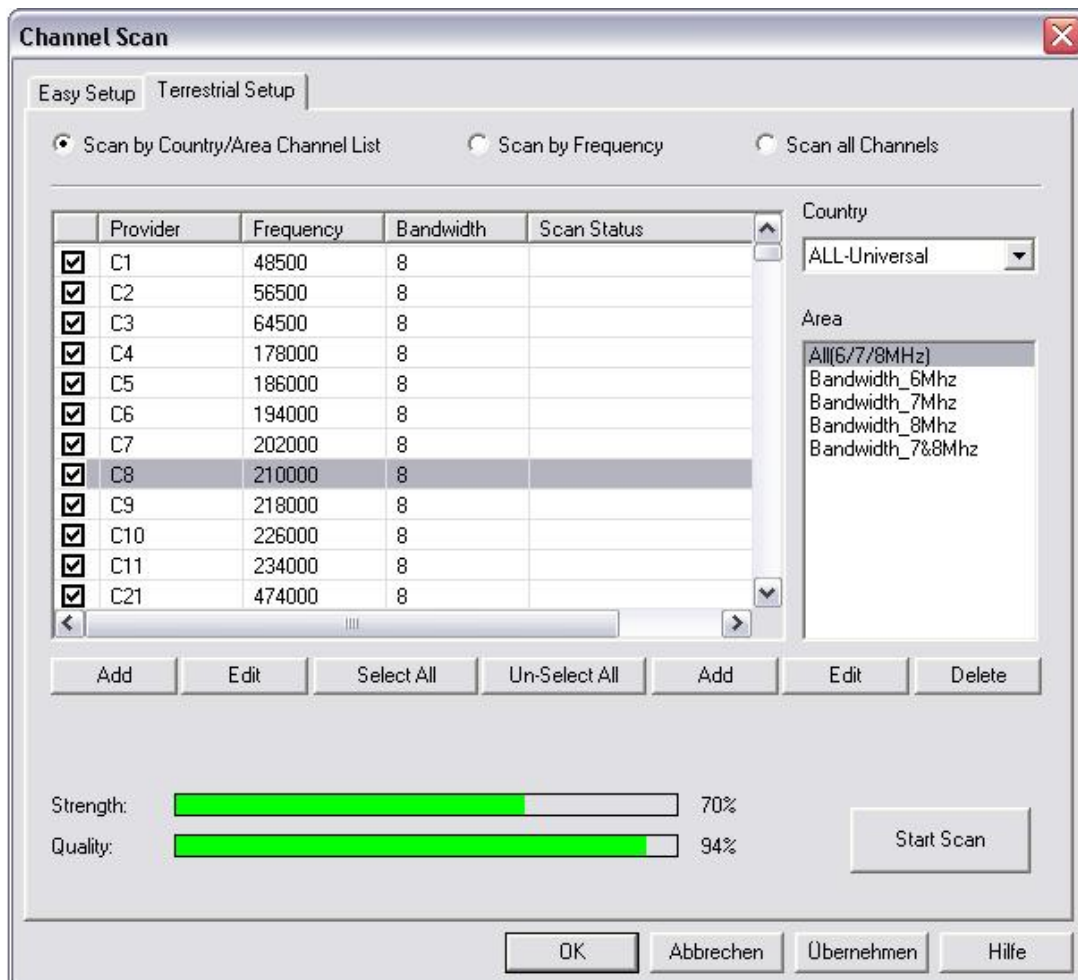 Channel Scan
Easy Setup Terrestrial Setup
Scan by Country/Area Channel List Scan by Frequency Scan all Channels
Provider Frequency Bandwidth Scan Status
C1 48500 8
C2 56500 8
C3 64500 8
C4 178000 8
C5 186000 8
C6 194000 8
C7 202000 8
C8 210000 8
C9 218000 8
C10 226000 8
C11 234000 8
C21 474000 8
Country
ALL-Universal
Area
All(6/7/8MHz)
Bandwidth_6Mhz
Bandwidth_7Mhz
Bandwidth_8Mhz
Bandwidth_7&8Mhz
Add Edit Select All Un-Select All Add Edit Delete
Strength: 70%
Quality: 94%
Start Scan
OK Abbrechen Übernehmen Hilfe